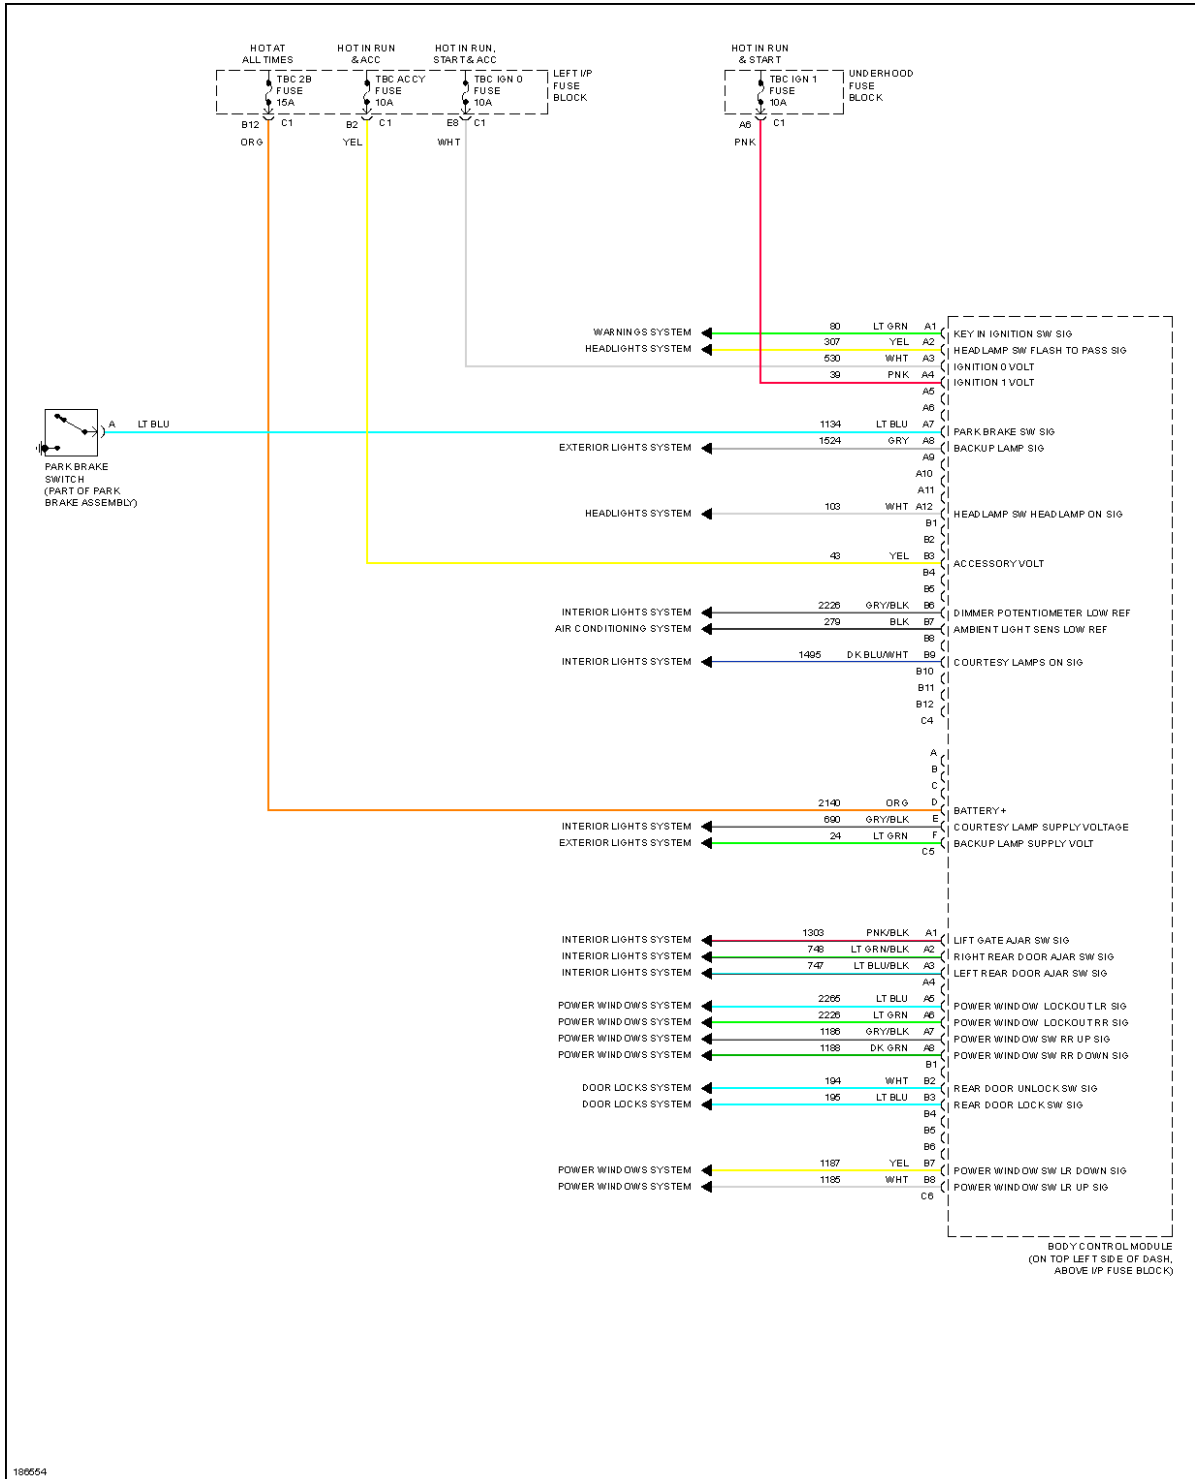 HOT AT
ALL TIMES
HOT IN RUN
& ACC
HOT IN RUN,
START & ACC
HOT IN RUN
& START
TBC 2B
FUSE
15A
TBC ACCY
FUSE
10A
TBC IGN 0
FUSE
10A
LEFT I/P
FUSE
BLOCK
TBC IGN 1
FUSE
10A
UNDERHOOD
FUSE
BLOCK
B12 C1
ORG
B2 C1
YEL
E8 C1
WHT
A6 C1
PNK
WARNINGS SYSTEM 80 LT GRN A1 KEY IN IGNITION SW SIG
HEADLIGHTS SYSTEM 307 YEL A2 HEADLAMP SW FLASH TO PASS SIG
530 WHT A3 IGNITION 0 VOLT
39 PNK A4 IGNITION 1 VOLT
A5
A6
A LT BLU 1134 LT BLU A7 PARK BRAKE SW SIG
EXTERIOR LIGHTS SYSTEM 1524 GRY A8 BACKUP LAMP SIG
PARK BRAKE
SWITCH
(PART OF PARK
BRAKE ASSEMBLY)
A9
A10
A11
HEADLIGHTS SYSTEM 103 WHT A12 HEADLAMP SW HEADLAMP ON SIG
B1
B2
43 YEL B3 ACCESSORY VOLT
B4
B5
INTERIOR LIGHTS SYSTEM 2226 GRY/BLK B6 DIMMER POTENTIOMETER LOW REF
AIR CONDITIONING SYSTEM 279 BLK B7 AMBIENT LIGHT SENS LOW REF
B8
INTERIOR LIGHTS SYSTEM 1495 DK BLU/WHT B9 COURTESY LAMPS ON SIG
B10
B11
B12
C4
A
B
C
2140 ORG D BATTERY +
INTERIOR LIGHTS SYSTEM 690 GRY/BLK E COURTESY LAMP SUPPLY VOLTAGE
EXTERIOR LIGHTS SYSTEM 24 LT GRN F BACKUP LAMP SUPPLY VOLT
C5
INTERIOR LIGHTS SYSTEM 1303 PNK/BLK A1 LIFT GATE AJAR SW SIG
INTERIOR LIGHTS SYSTEM 748 LT GRN/BLK A2 RIGHT REAR DOOR AJAR SW SIG
INTERIOR LIGHTS SYSTEM 747 LT BLU/BLK A3 LEFT REAR DOOR AJAR SW SIG
A4
POWER WINDOWS SYSTEM 2265 LT BLU A5 POWER WINDOW LOCKOUT LR SIG
POWER WINDOWS SYSTEM 2226 LT GRN A6 POWER WINDOW LOCKOUT RR SIG
POWER WINDOWS SYSTEM 1186 GRY/BLK A7 POWER WINDOW SW RR UP SIG
POWER WINDOWS SYSTEM 1188 DK GRN A8 POWER WINDOW SW RR DOWN SIG
B1
DOOR LOCKS SYSTEM 194 WHT B2 REAR DOOR UNLOCK SW SIG
DOOR LOCKS SYSTEM 195 LT BLU B3 REAR DOOR LOCK SW SIG
B4
B5
B6
POWER WINDOWS SYSTEM 1187 YEL B7 POWER WINDOW SW LR DOWN SIG
POWER WINDOWS SYSTEM 1185 WHT B8 POWER WINDOW SW LR UP SIG
C6
BODY CONTROL MODULE
(ON TOP LEFT SIDE OF DASH,
ABOVE I/P FUSE BLOCK)
186554